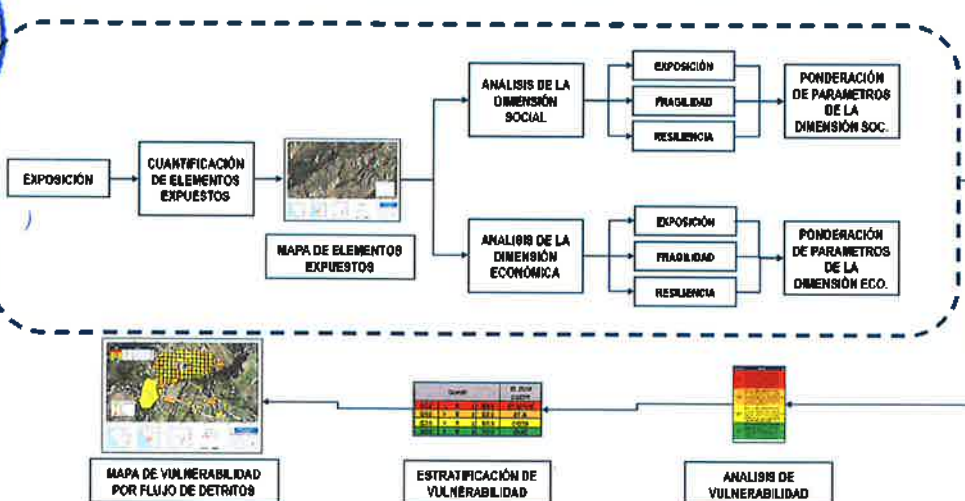 EXPOSICIÓN
CUANTIFICACIÓN
DE ELEMENTOS
EXPUESTOS
MAPA DE ELEMENTOS
EXPUESTOS
ANÁLISIS DE LA
DIMENSIÓN
SOCIAL
EXPOSICIÓN
FRAGILIDAD
RESILIENCIA
PONDERACIÓN
DE PARAMETROS
DE LA
DIMENSIÓN SOC.
ANALISIS DE LA
DIMENSIÓN
ECONÓMICA
EXPOSICIÓN
FRAGILIDAD
RESILIENCIA
PONDERACIÓN
DE PARAMETROS
DE LA
DIMENSIÓN ECO.
MAPA DE VULNERABILIDAD
POR FLUJO DE DETRITOS
ESTRATIFICACIÓN DE
VULNERABILIDAD
ANALISIS DE
VULNERABILIDAD